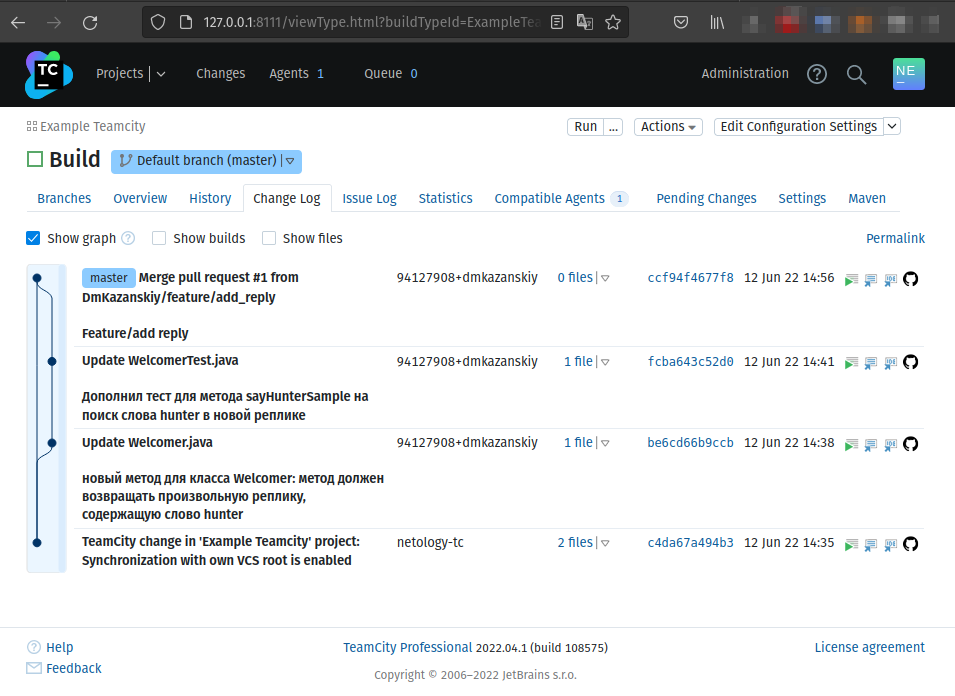 127.0.0.1:8111/viewType.html?buildTypeId=ExampleTea
TC
Projects
Changes
Agents 1
Queue 0
Administration
NE
Example Teamcity
Run ...
Actions
Edit Configuration Settings
Build
Default branch (master)
Branches
Overview
History
Change Log
Issue Log
Statistics
Compatible Agents 1
Pending Changes
Settings
Maven
Show graph ?
Show builds
Show files
Permalink
master Merge pull request #1 from
DmKazanskiy/feature/add_reply
Feature/add reply
94127908+dmkazanskiy
0 files
ccf94f4677f8
12 Jun 22 14:56
Update WelcomerTest.java
Дополнил тест для метода sayHunterSample на
поиск слова hunter в новой реплике
94127908+dmkazanskiy
1 file
fcba643c52d0
12 Jun 22 14:41
Update Welcomer.java
новый метод для класса Welcomer: метод должен
возвращать произвольную реплику,
содержащую слово hunter
94127908+dmkazanskiy
1 file
be6cd66b9ccb
12 Jun 22 14:38
TeamCity change in 'Example Teamcity' project:
Synchronization with own VCS root is enabled
netology-tc
2 files
c4da67a494b3
12 Jun 22 14:35
? Help
Feedback
TeamCity Professional 2022.04.1 (build 108575)
Copyright © 2006–2022 JetBrains s.r.o.
License agreement